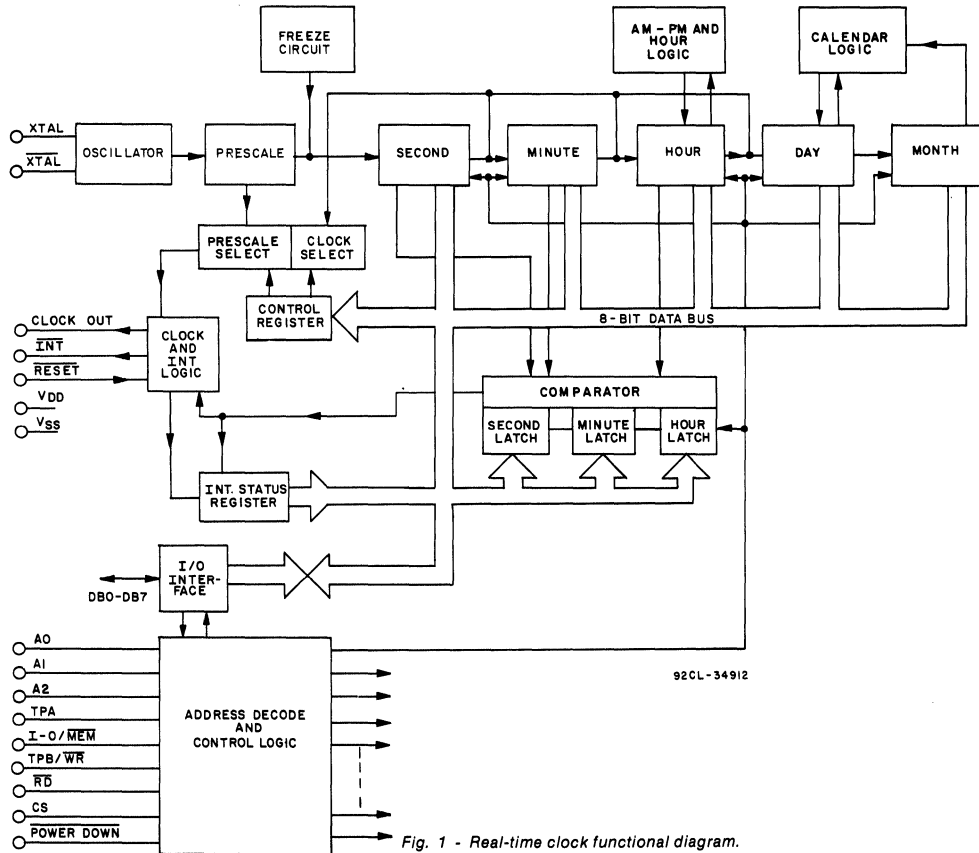 FREEZE
CIRCUIT
AM-PM AND
HOUR
LOGIC
CALENDAR
LOGIC
XTAL
XTAL
OSCILLATOR
PRESCALE
SECOND
MINUTE
HOUR
DAY
MONTH
PRESCALE
SELECT
CLOCK
SELECT
CONTROL
REGISTER
8-BIT DATA BUS
CLOCK OUT
INT
RESET
VDD
VSS
CLOCK
AND
INT
LOGIC
COMPARATOR
SECOND
LATCH
MINUTE
LATCH
HOUR
LATCH
INT. STATUS
REGISTER
I/O
INTER-
FACE
DB0-DB7
A0
A1
A2
TPA
I-O/MEM
TPB/WR
RD
CS
POWER DOWN
ADDRESS DECODE
AND
CONTROL LOGIC
92CL-34912
Fig. 1 - Real-time clock functional diagram.